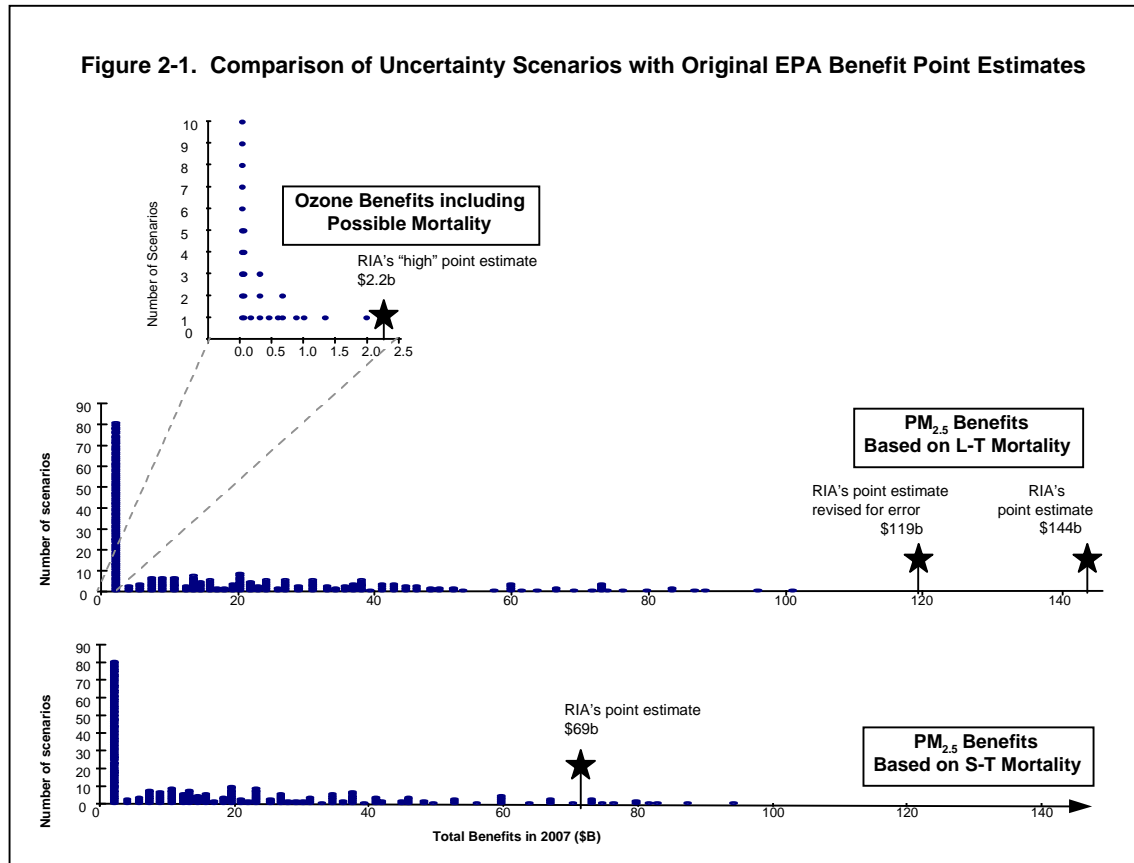 Figure 2-1. Comparison of Uncertainty Scenarios with Original EPA Benefit Point Estimates
10
9
8
7
6
5
4
3
2
1
0
Number of Scenarios
Ozone Benefits including
Possible Mortality
RIA's “high” point estimate
$2.2b
0.0 0.5 1.0 1.5 2.0 2.5
90
80
70
60
50
40
30
20
10
0
Number of scenarios
PM2.5 Benefits
Based on L-T Mortality
RIA's point estimate
revised for error
$119b
RIA's
point estimate
$144b
0 20 40 60 80 100 120 140
90
80
70
60
50
40
30
20
10
0
Number of scenarios
RIA's point estimate
$69b
PM2.5 Benefits
Based on S-T Mortality
0 20 40 60 80 100 120 140
Total Benefits in 2007 ($B)